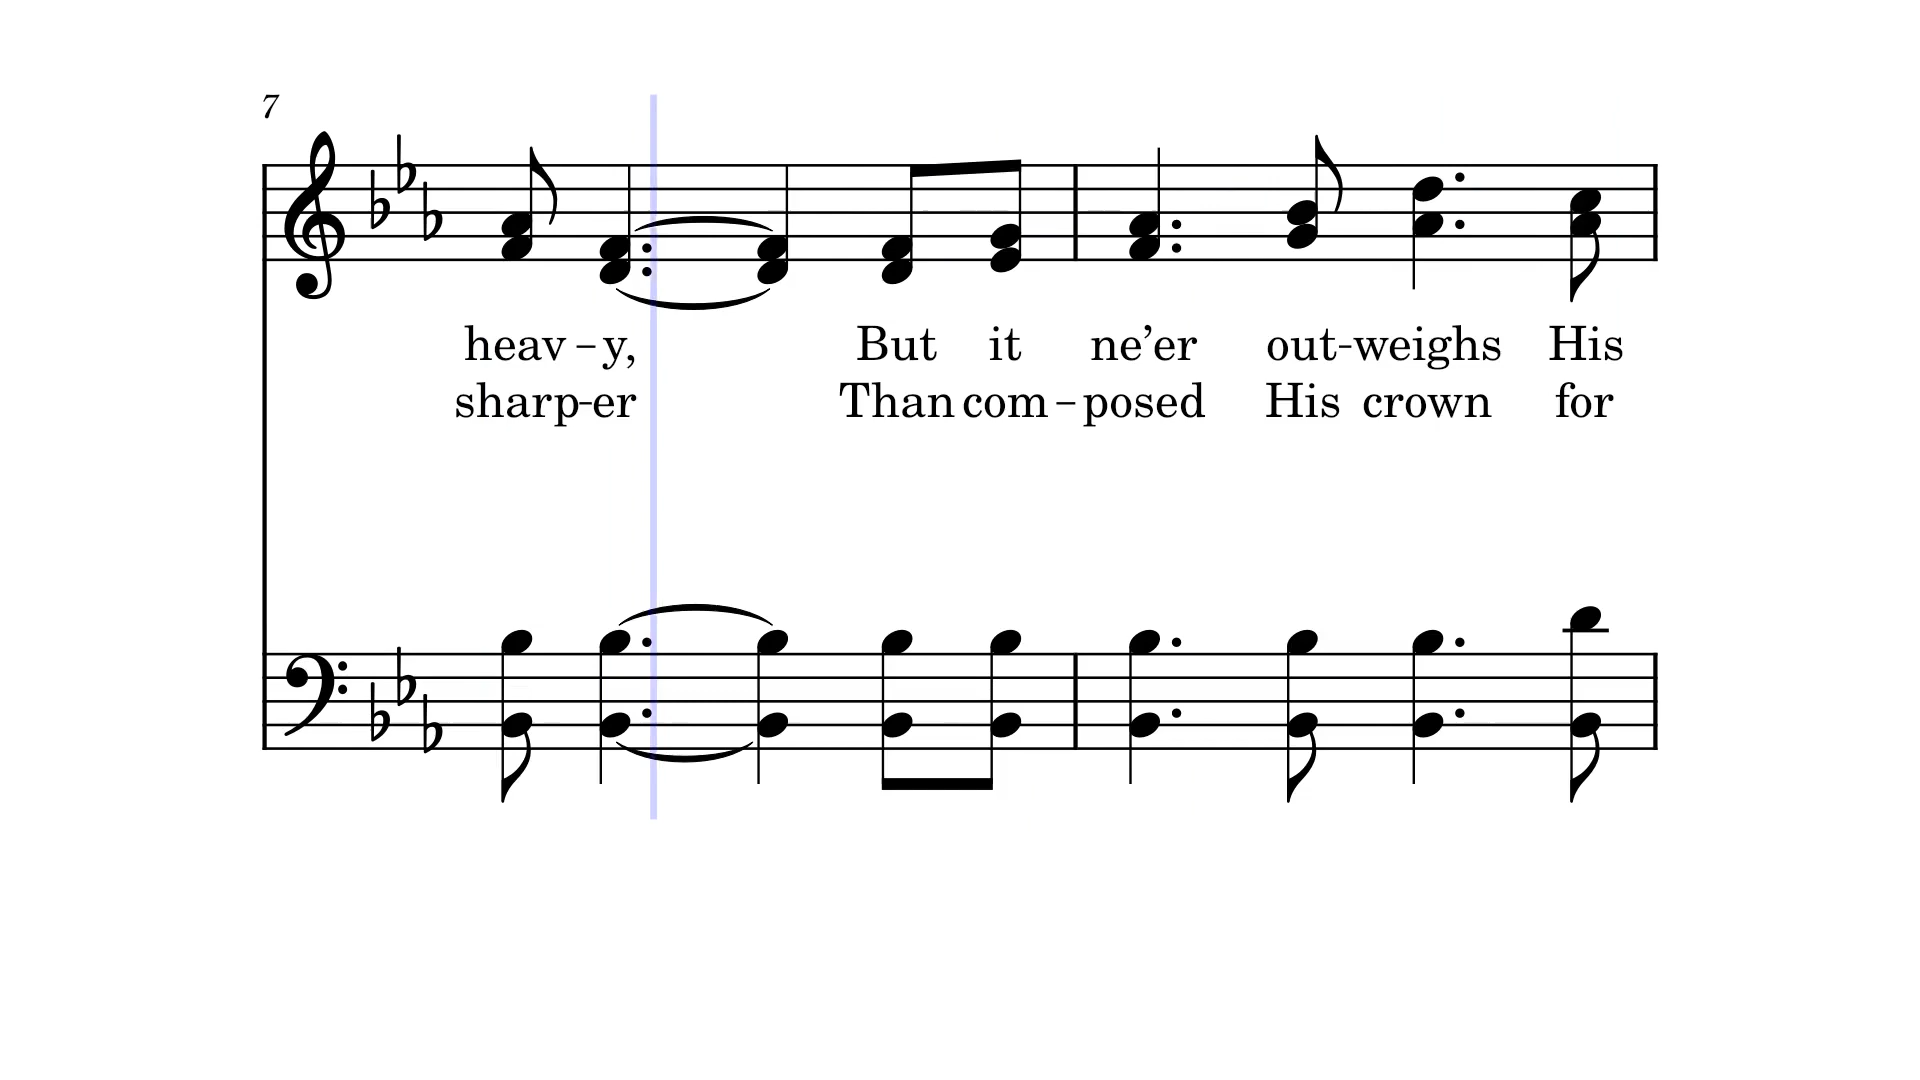 7
heav – y, But it ne’er out-weighs His
sharp-er Than com – posed His crown for